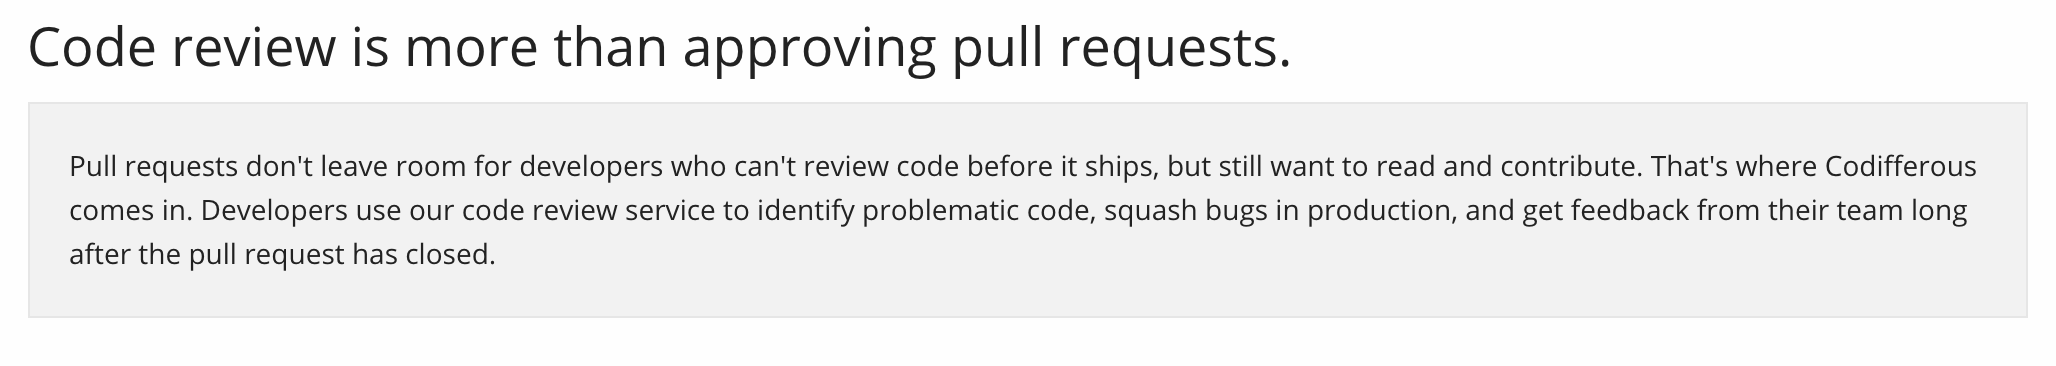 Code review is more than approving pull requests.
Pull requests don't leave room for developers who can't review code before it ships, but still want to read and contribute. That's where Codifferous
comes in. Developers use our code review service to identify problematic code, squash bugs in production, and get feedback from their team long
after the pull request has closed.